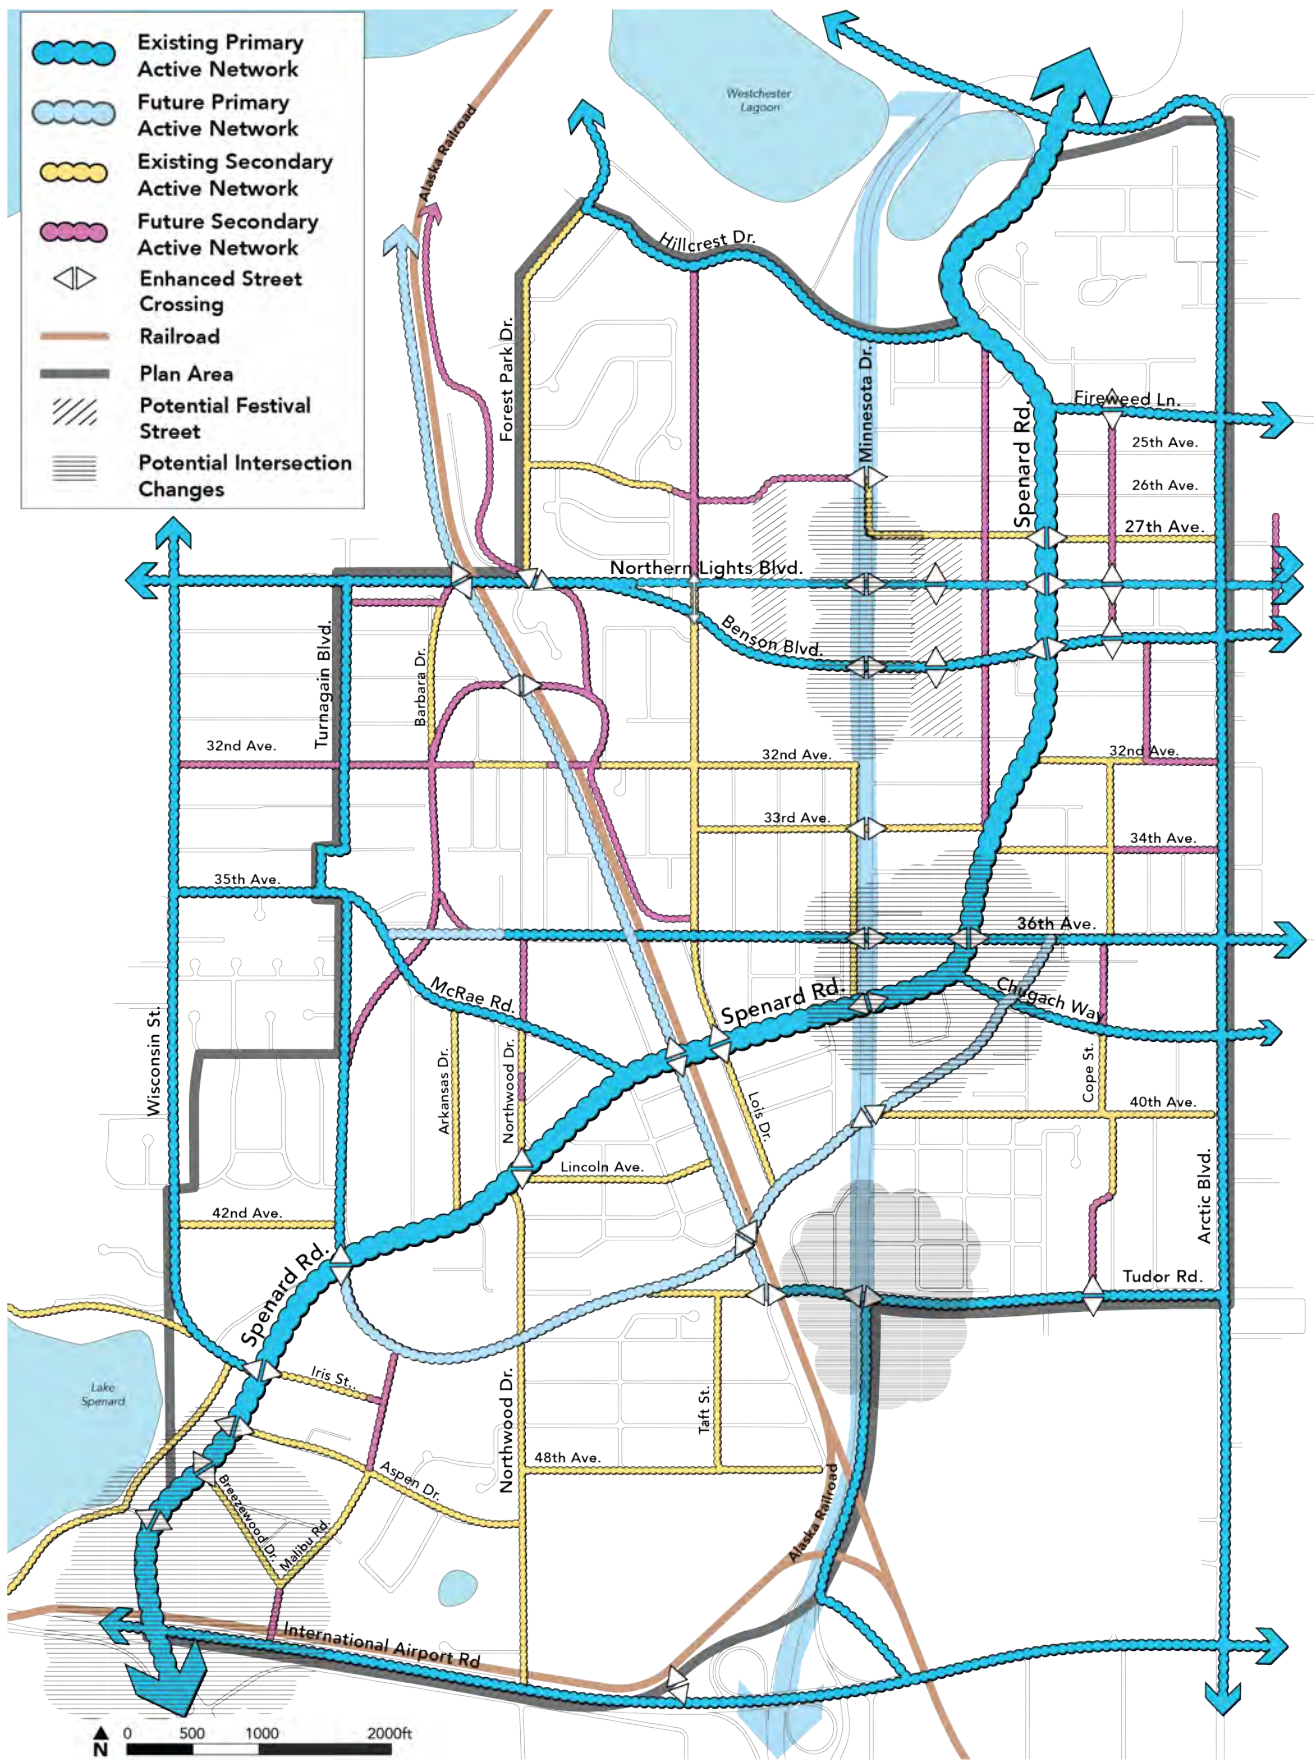 Existing Primary
Active Network
Future Primary
Active Network
Existing Secondary
Active Network
Future Secondary
Active Network
Enhanced Street
Crossing
Railroad
Plan Area
Potential Festival
Street
Potential Intersection
Changes
Westchester
Lagoon
Alaska Railroad
Hillcrest Dr.
Forest Park Dr.
Minnesota Dr.
Spenard Rd.
Fireweed Ln.
25th Ave.
26th Ave.
27th Ave.
Northern Lights Blvd.
Benson Blvd.
Turnagain Blvd.
Barbara Dr.
32nd Ave.
32nd Ave.
32nd Ave.
33rd Ave.
34th Ave.
35th Ave.
36th Ave.
McRae Rd.
Spenard Rd.
Chugach Way
Wisconsin St.
Arkansas Dr.
Northwood Dr.
Lois Dr.
Cope St.
40th Ave.
Lincoln Ave.
Arctic Blvd.
42nd Ave.
Spenard Rd.
Tudor Rd.
Lake
Spenard
Iris St.
Northwood Dr.
Taft St.
48th Ave.
Aspen Dr.
Breezewood Dr.
Malibu Rd.
Alaska Railroad
International Airport Rd
N
0 500 1000 2000ft